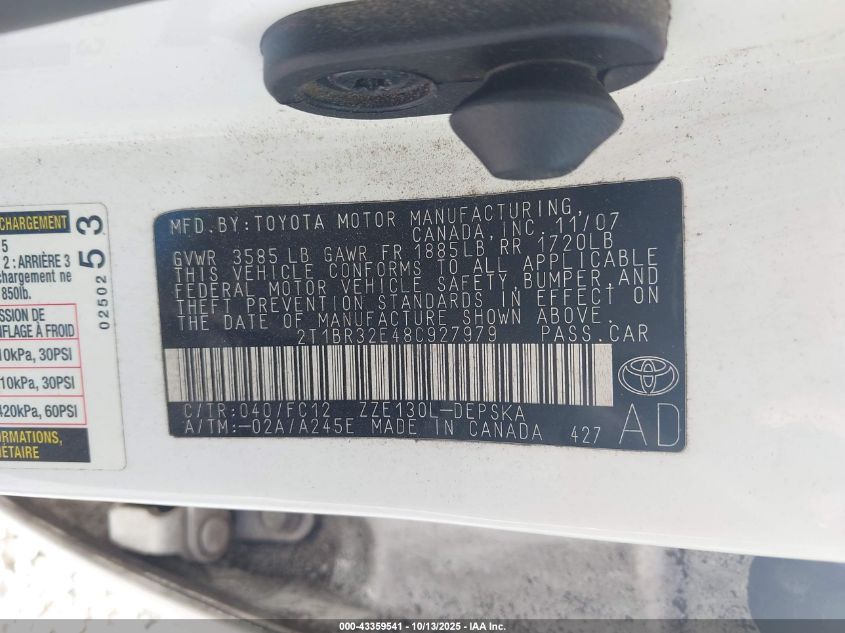 CHARGEMENT
5
2 : ARRIÈRE 3
chargement ne
850lb.
SSION DE
NFLAGE À FROID
10kPa, 30PSI
10kPa, 30PSI
420kPa, 60PSI
FORMATIONS,
IÉTAIRE
02502 53
MFD. BY: TOYOTA MOTOR MANUFACTURING,
CANADA, INC. 11/07
GVWR 3585 LB GAWR FR 1885LB, RR 1720LB
THIS VEHICLE CONFORMS TO ALL APPLICABLE
FEDERAL MOTOR VEHICLE SAFETY, BUMPER, AND
THEFT PREVENTION STANDARDS IN EFFECT ON
THE DATE OF MANUFACTURE SHOWN ABOVE.
2T1BR32E48C927979 PASS. CAR
C/TR: 040/FC12 ZZE130L-DEPSKA
A/TM:-02A/A245E MADE IN CANADA 427
AD
000-43359541 - 10/13/2025 - IAA Inc.